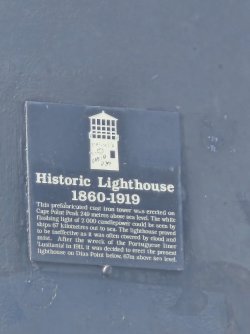 Historic Lighthouse
1860-1919
This prefabricated cast iron tower was erected on
Cape Point Peak 249 metres above sea level. The white
flashing light of 2 000 candlepower could be seen by
ships 67 kilometres out to sea. The lighthouse proved
to be ineffective as it was often covered by cloud and
mist. After the wreck of the Portuguese liner
'Lusitania' in 1911, it was decided to erect the present
lighthouse on Dias Point below, 87m above sea level.